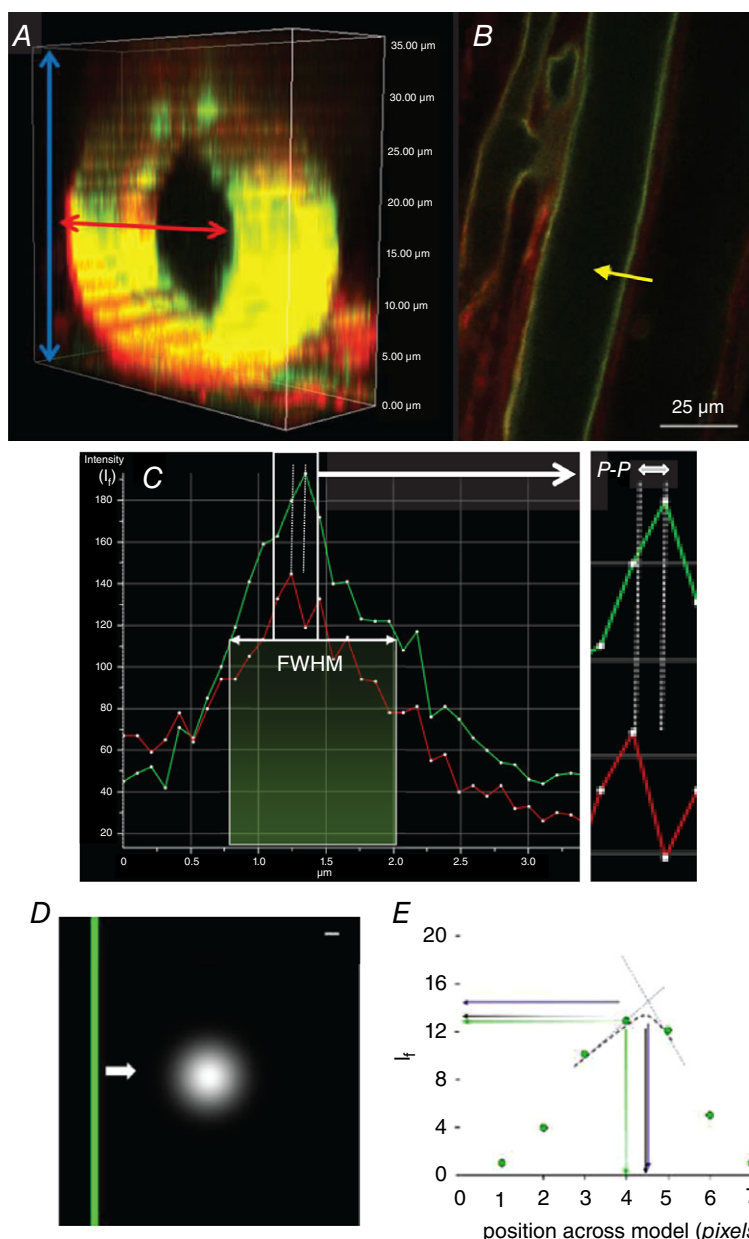 A
35.00 µm
30.00 µm
25.00 µm
20.00 µm
15.00 µm
10.00 µm
5.00 µm
0.00 µm
B
25 µm
Intensity
(If)
C
180
160
140
120
100
80
60
40
20
FWHM
0
0.5
1.0
1.5
2.0
2.5
3.0
µm
P-P
D
E
20
16
12
8
4
0
If
0
1
2
3
4
5
6
7
position across model (pixels